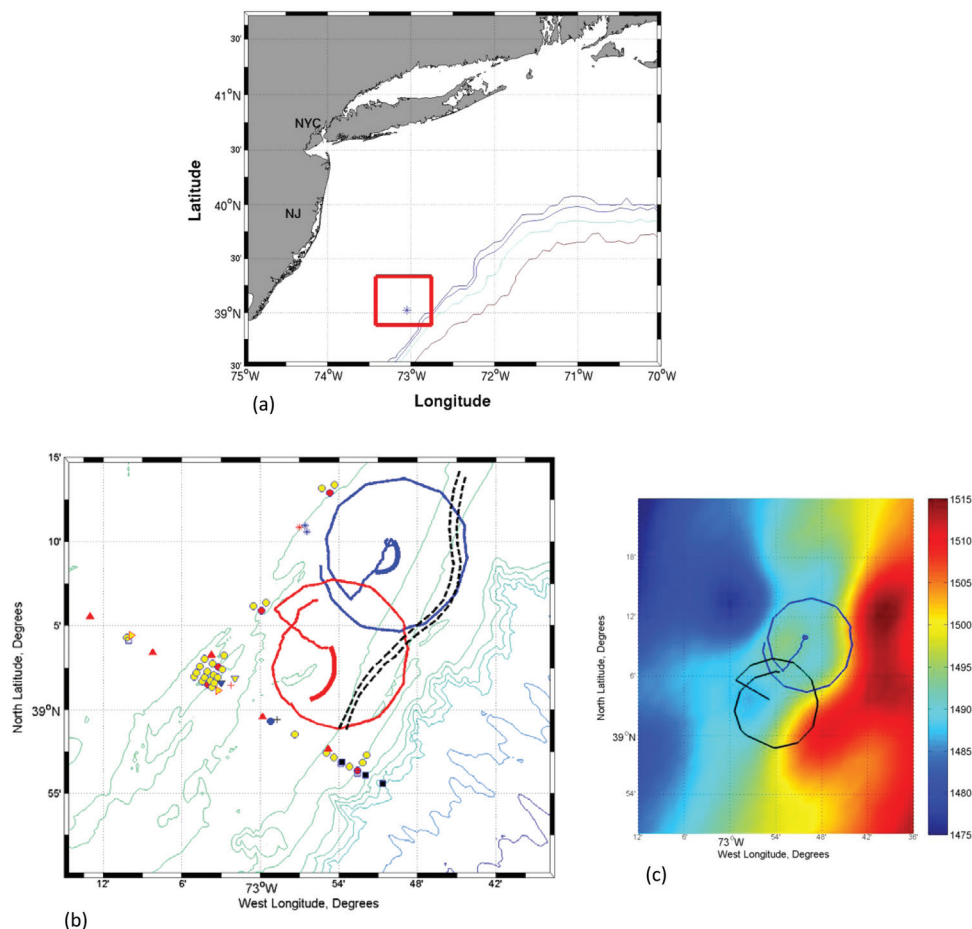 30'
41°N
NYC
30'
Latitude
40°N
NJ
30'
39°N
30'
75°W 74°W 73°W 72°W 71°W 70°W
(a)
Longitude
15'
10'
5'
39°N
55'
North Latitude, Degrees
12' 6' 73°W 54' 48' 42'
West Longitude, Degrees
(b)
18'
12'
6'
39°N
54'
North Latitude, Degrees
12' 6' 73°W 54' 48' 42' 36'
West Longitude, Degrees
(c)
1515
1510
1505
1500
1495
1490
1485
1480
1475